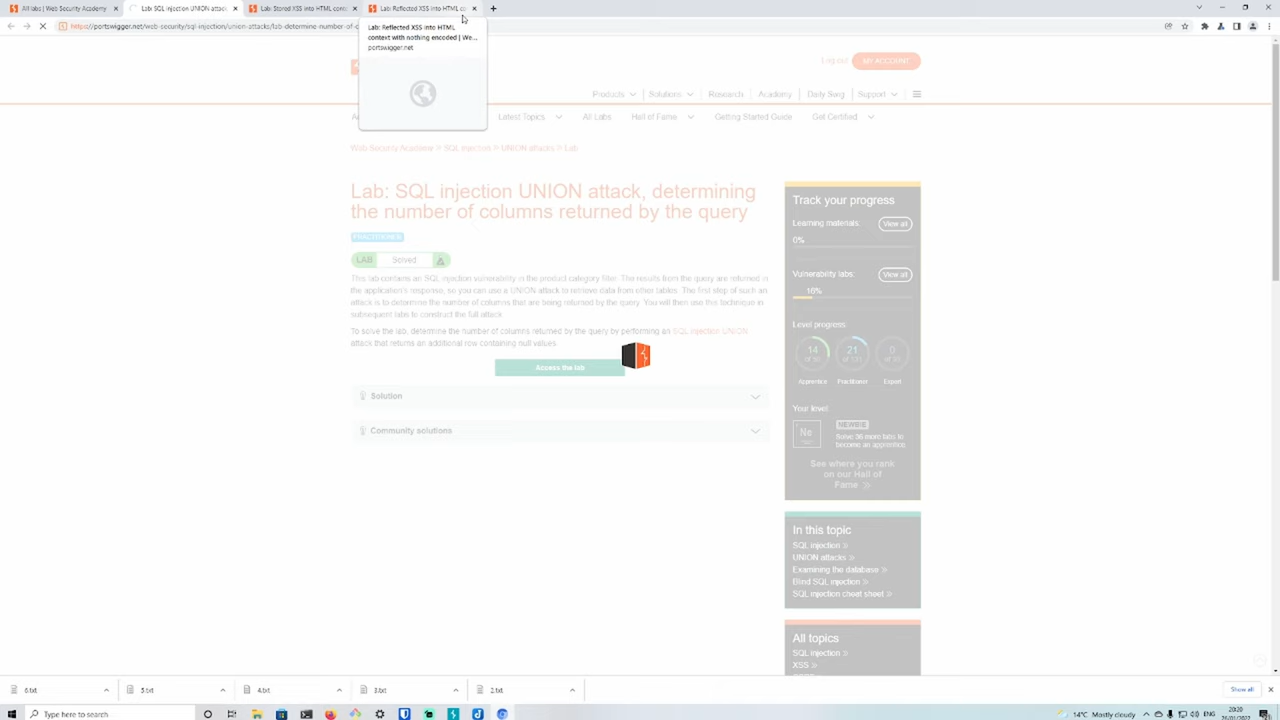 All labs | Web Security Academy
Lab: SQL injection UNION attack
Lab: Stored XSS into HTML conte
Lab: Reflected XSS into HTML co
https://portswigger.net/web-security/sql-injection/union-attacks/lab-determine-number-of-c
Lab: Reflected XSS into HTML
context with nothing encoded | We...
portswigger.net
Log out
MY ACCOUNT
Products
Solutions
Research
Academy
Daily Swig
Support
Latest Topics
All Labs
Hall of Fame
Getting Started Guide
Get Certified
Web Security Academy » SQL injection » UNION attacks » Lab
Lab: SQL injection UNION attack, determining
the number of columns returned by the query
PRACTITIONER
LAB Solved
This lab contains an SQL injection vulnerability in the product category filter. The results from the query are returned
in the application's response, so you can use a UNION attack to retrieve data from other tables. The first step of such an
attack is to determine the number of columns that are being returned by the query. You will then use this technique in
subsequent labs to construct the full attack.
To solve the lab, determine the number of columns returned by the query by performing an SQL injection UNION
attack that returns an additional row containing null values.
Access the lab
Solution
Community solutions
Track your progress
Learning materials:
View all
0%
Vulnerability labs:
View all
16%
Level progress:
14
21
0
Apprentice
Practitioner
Expert
Your level:
Ne
NEWBIE
Solve 36 more labs to
become an apprentice.
See where you rank
on our Hall of
Fame »
In this topic
SQL injection »
UNION attacks »
Examining the database »
Blind SQL injection »
SQL injection cheat sheet »
All topics
SQL injection »
XSS »
6.txt
5.txt
4.txt
3.txt
2.txt
Show all
Type here to search
14°C Mostly cloudy
20:20